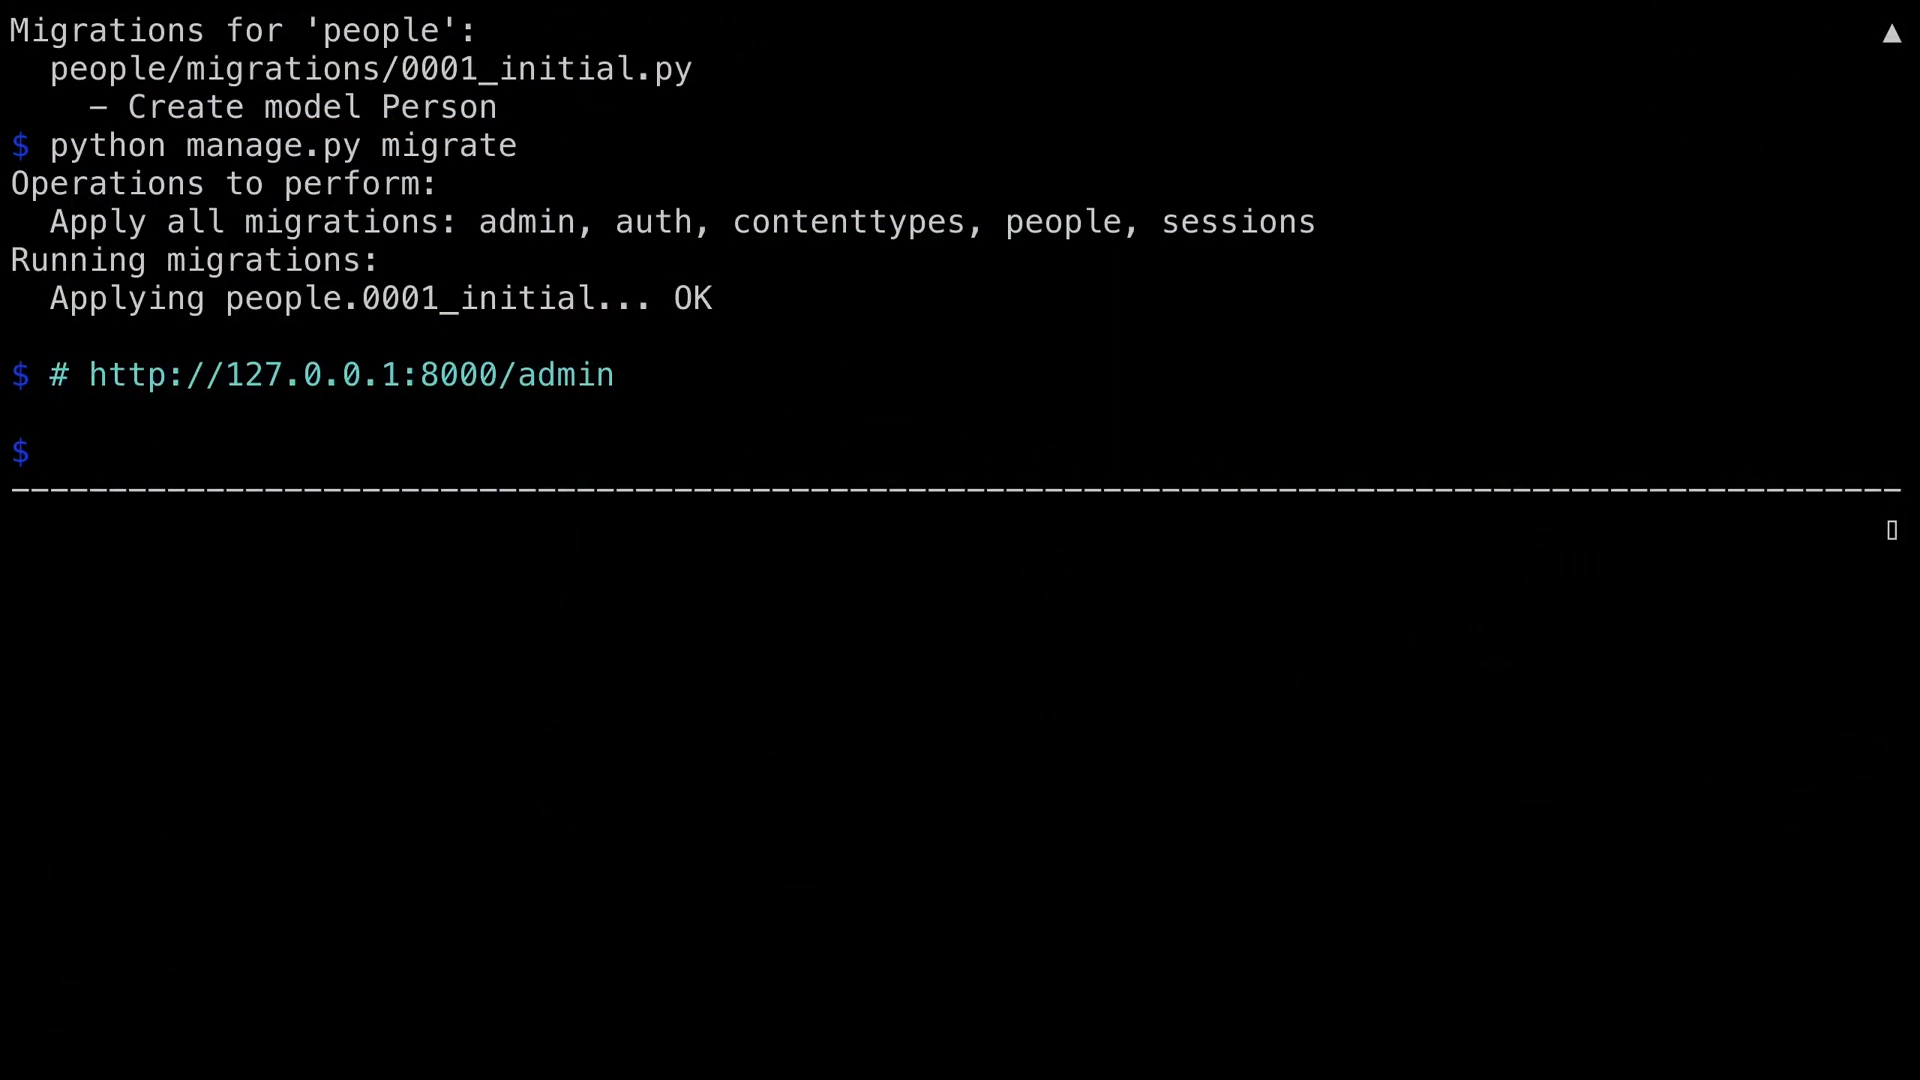 Migrations for 'people':
people/migrations/0001_initial.py
- Create model Person
$ python manage.py migrate
Operations to perform:
Apply all migrations: admin, auth, contenttypes, people, sessions
Running migrations:
Applying people.0001_initial... OK
$ # http://127.0.0.1:8000/admin
$